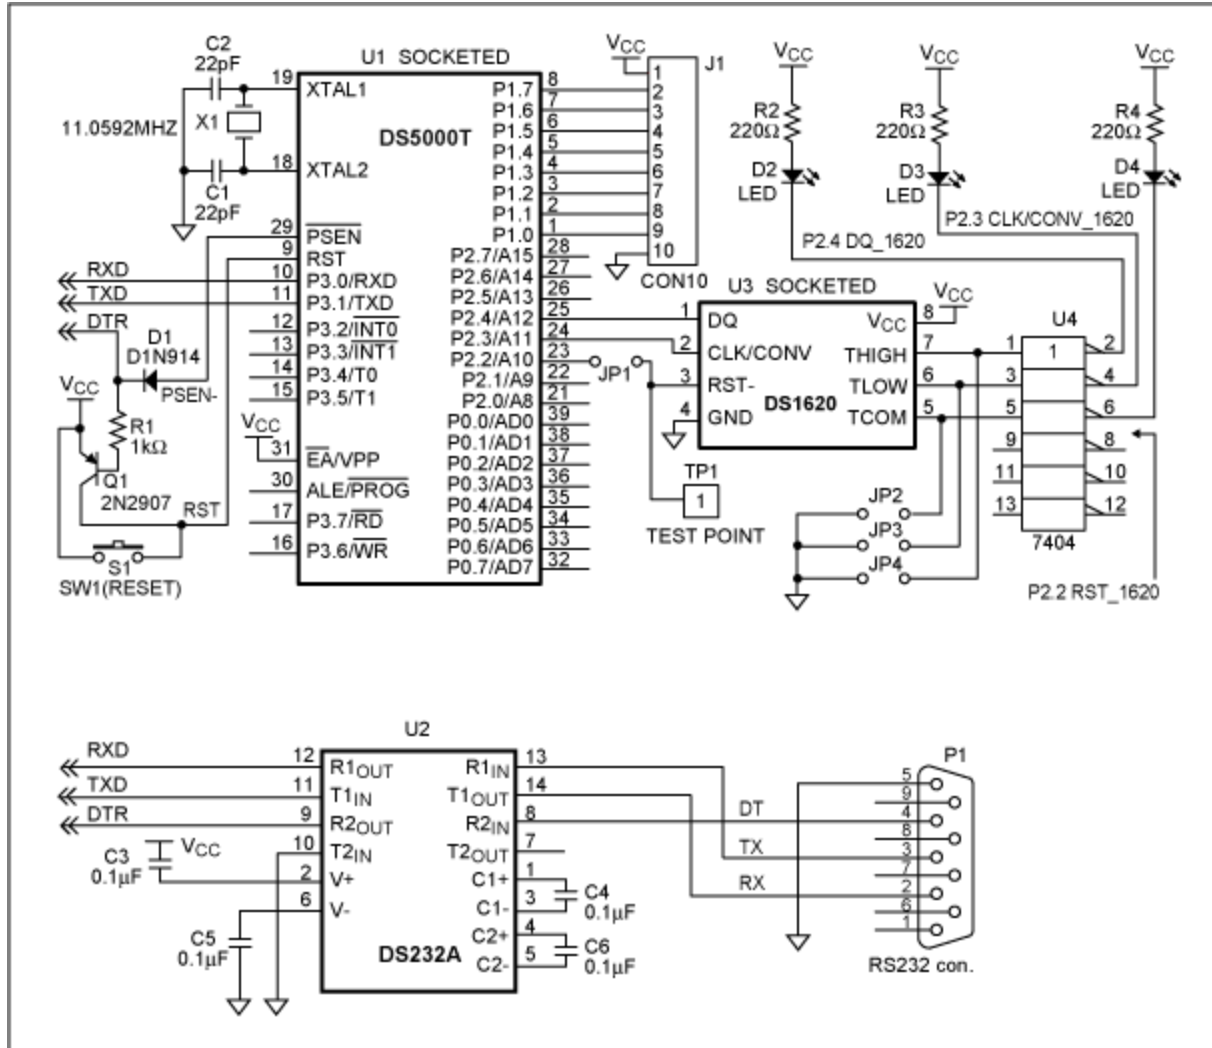 C2
22pF
11.0592MHZ
X1
C1
22pF
U1 SOCKETED
DS5000T
19 XTAL1
18 XTAL2
29 PSEN
9 RST
10 P3.0/RXD
11 P3.1/TXD
12 P3.2/INT0
13 P3.3/INT1
14 P3.4/T0
15 P3.5/T1
VCC
31 EA/VPP
30 ALE/PROG
17 P3.7/RD
16 P3.6/WR
P1.7 8
P1.6 7
P1.5 6
P1.4 5
P1.3 4
P1.2 3
P1.1 2
P1.0 1
P2.7/A15 28
P2.6/A14 27
P2.5/A13 26
P2.4/A12 25
P2.3/A11 24
P2.2/A10 23
P2.1/A9 22
P2.0/A8 21
P0.0/AD0 39
P0.1/AD1 38
P0.2/AD2 37
P0.3/AD3 36
P0.4/AD4 35
P0.5/AD5 34
P0.6/AD6 33
P0.7/AD7 32
RXD
TXD
DTR
D1
D1N914
PSEN-
VCC
R1
1kΩ
Q1
2N2907
RST
S1
SW1(RESET)
VCC
J1
1
2
3
4
5
6
7
8
9
10
CON10
VCC
R2
220Ω
D2
LED
VCC
R3
220Ω
D3
LED
VCC
R4
220Ω
D4
LED
P2.3 CLK/CONV_1620
P2.4 DQ_1620
U3 SOCKETED
VCC
1 DQ VCC 8
2 CLK/CONV THIGH 7
3 RST- TLOW 6
4 GND TCOM 5
DS1620
JP1
TP1
1
TEST POINT
JP2
JP3
JP4
U4
1 1 2
3 4
5 6
9 8
11 10
13 12
7404
P2.2 RST_1620
U2
RXD 12 R1OUT R1IN 13
TXD 11 T1IN T1OUT 14
DTR 9 R2OUT R2IN 8
10 T2IN T2OUT 7
2 V+ C1+ 1
6 V- C1- 3
C2+ 4
C2- 5
DS232A
VCC
C3
0.1µF
C5
0.1µF
C4
0.1µF
C6
0.1µF
DT
TX
RX
P1
5
9
4
8
3
7
2
6
1
RS232 con.